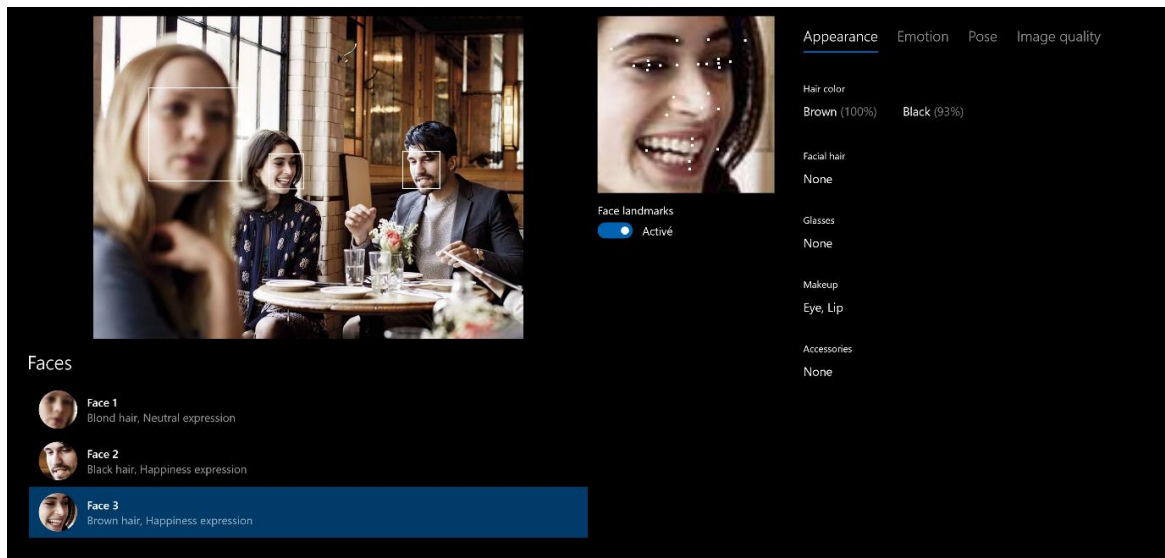 Appearance Emotion Pose Image quality
Hair color
Brown (100%) Black (93%)
Facial hair
None
Face landmarks
Activé
Glasses
None
Makeup
Eye, Lip
Accessories
None
Faces
Face 1
Blond hair, Neutral expression
Face 2
Black hair, Happiness expression
Face 3
Brown hair, Happiness expression